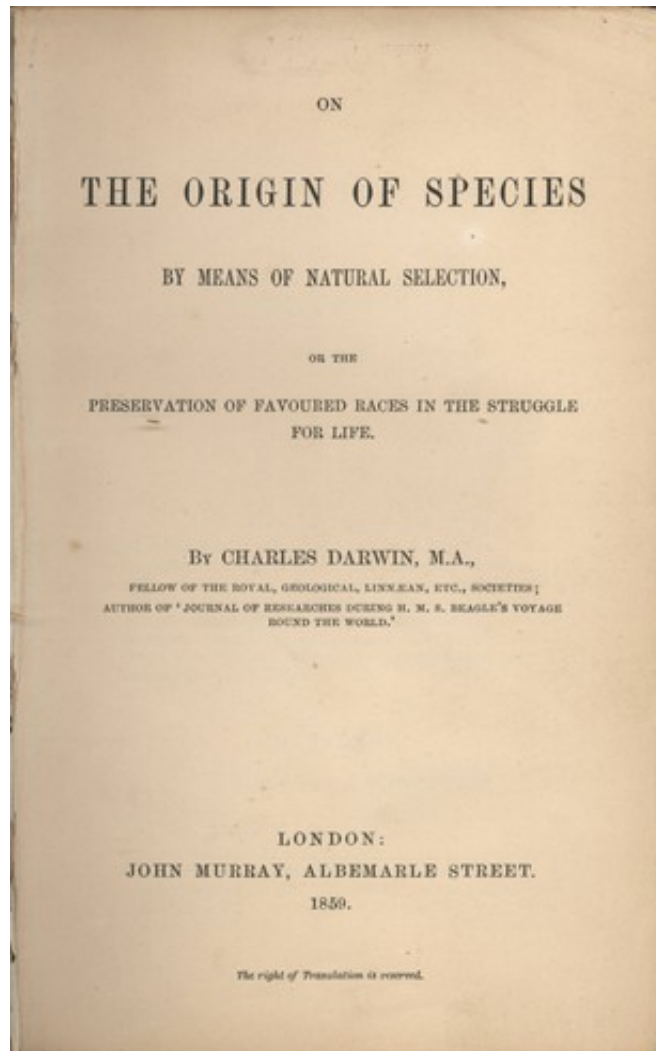 ON
THE ORIGIN OF SPECIES
BY MEANS OF NATURAL SELECTION,
OR THE
PRESERVATION OF FAVOURED RACES IN THE STRUGGLE
FOR LIFE.
By CHARLES DARWIN, M.A.,
FELLOW OF THE ROYAL, GEOLOGICAL, LINNÆAN, ETC., SOCIETIES;
AUTHOR OF 'JOURNAL OF RESEARCHES DURING H. M. S. BEAGLE'S VOYAGE
ROUND THE WORLD.'
LONDON:
JOHN MURRAY, ALBEMARLE STREET.
1859.
The right of Translation is reserved.